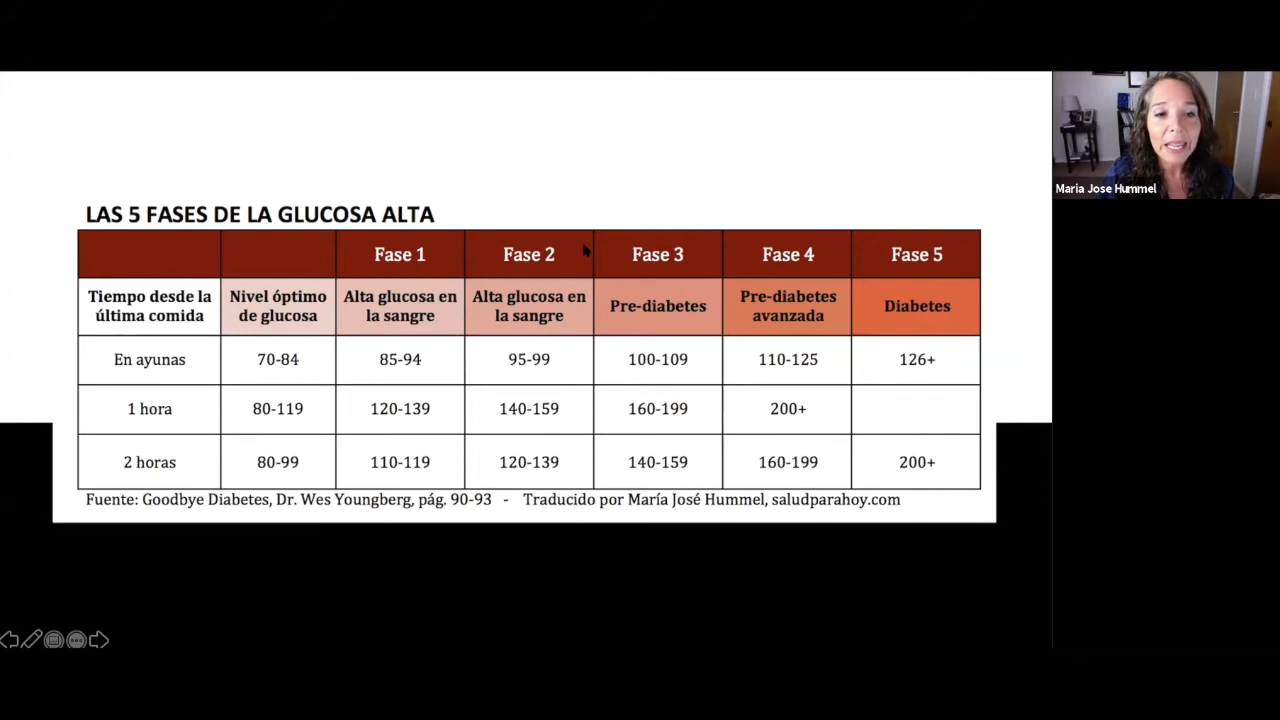 Maria Jose Hummel
LAS 5 FASES DE LA GLUCOSA ALTA
Fase 1 Fase 2 Fase 3 Fase 4 Fase 5
Tiempo desde la última comida Nivel óptimo de glucosa Alta glucosa en la sangre Alta glucosa en la sangre Pre-diabetes Pre-diabetes avanzada Diabetes
En ayunas 70-84 85-94 95-99 100-109 110-125 126+
1 hora 80-119 120-139 140-159 160-199 200+
2 horas 80-99 110-119 120-139 140-159 160-199 200+
Fuente: Goodbye Diabetes, Dr. Wes Youngberg, pág. 90-93 - Traducido por María José Hummel, saludparahoy.com